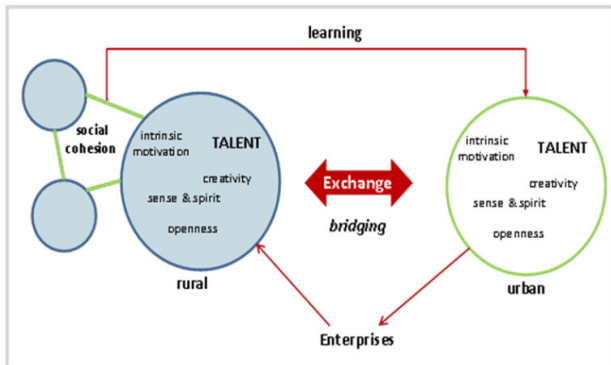 learning
social
cohesion
intrinsic
motivation
TALENT
creativity
sense & spirit
openness
rural
Exchange
bridging
intrinsic
motivation
TALENT
creativity
sense & spirit
openness
urban
Enterprises